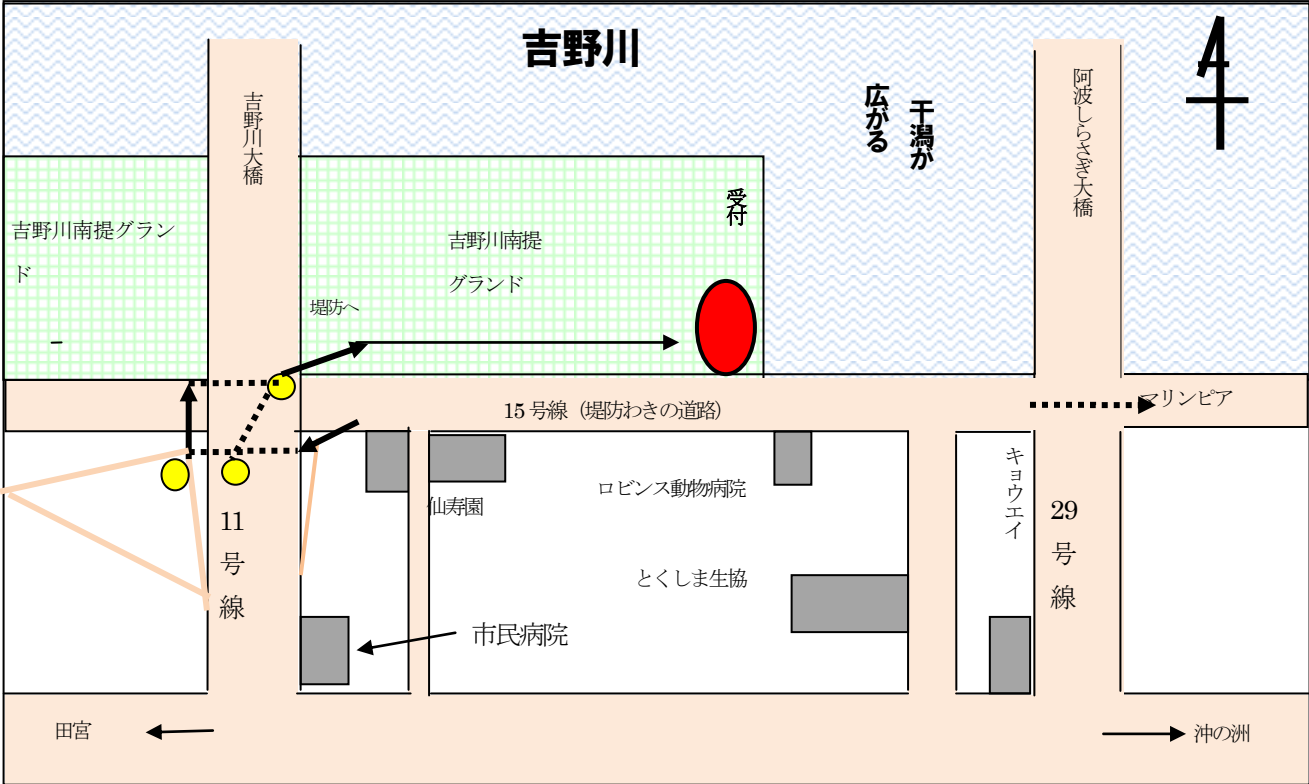 吉野川
吉野川大橋
干潟が
広がる
阿波しらさぎ大橋
受付
吉野川南提グラン
ド
吉野川南提
グランド
堤防へ
15号線（堤防わきの道路）
マリンピア
仙寿園
ロビンス動物病院
キョウエイ
11号線
29号線
とくしま生協
市民病院
田宮
沖の洲